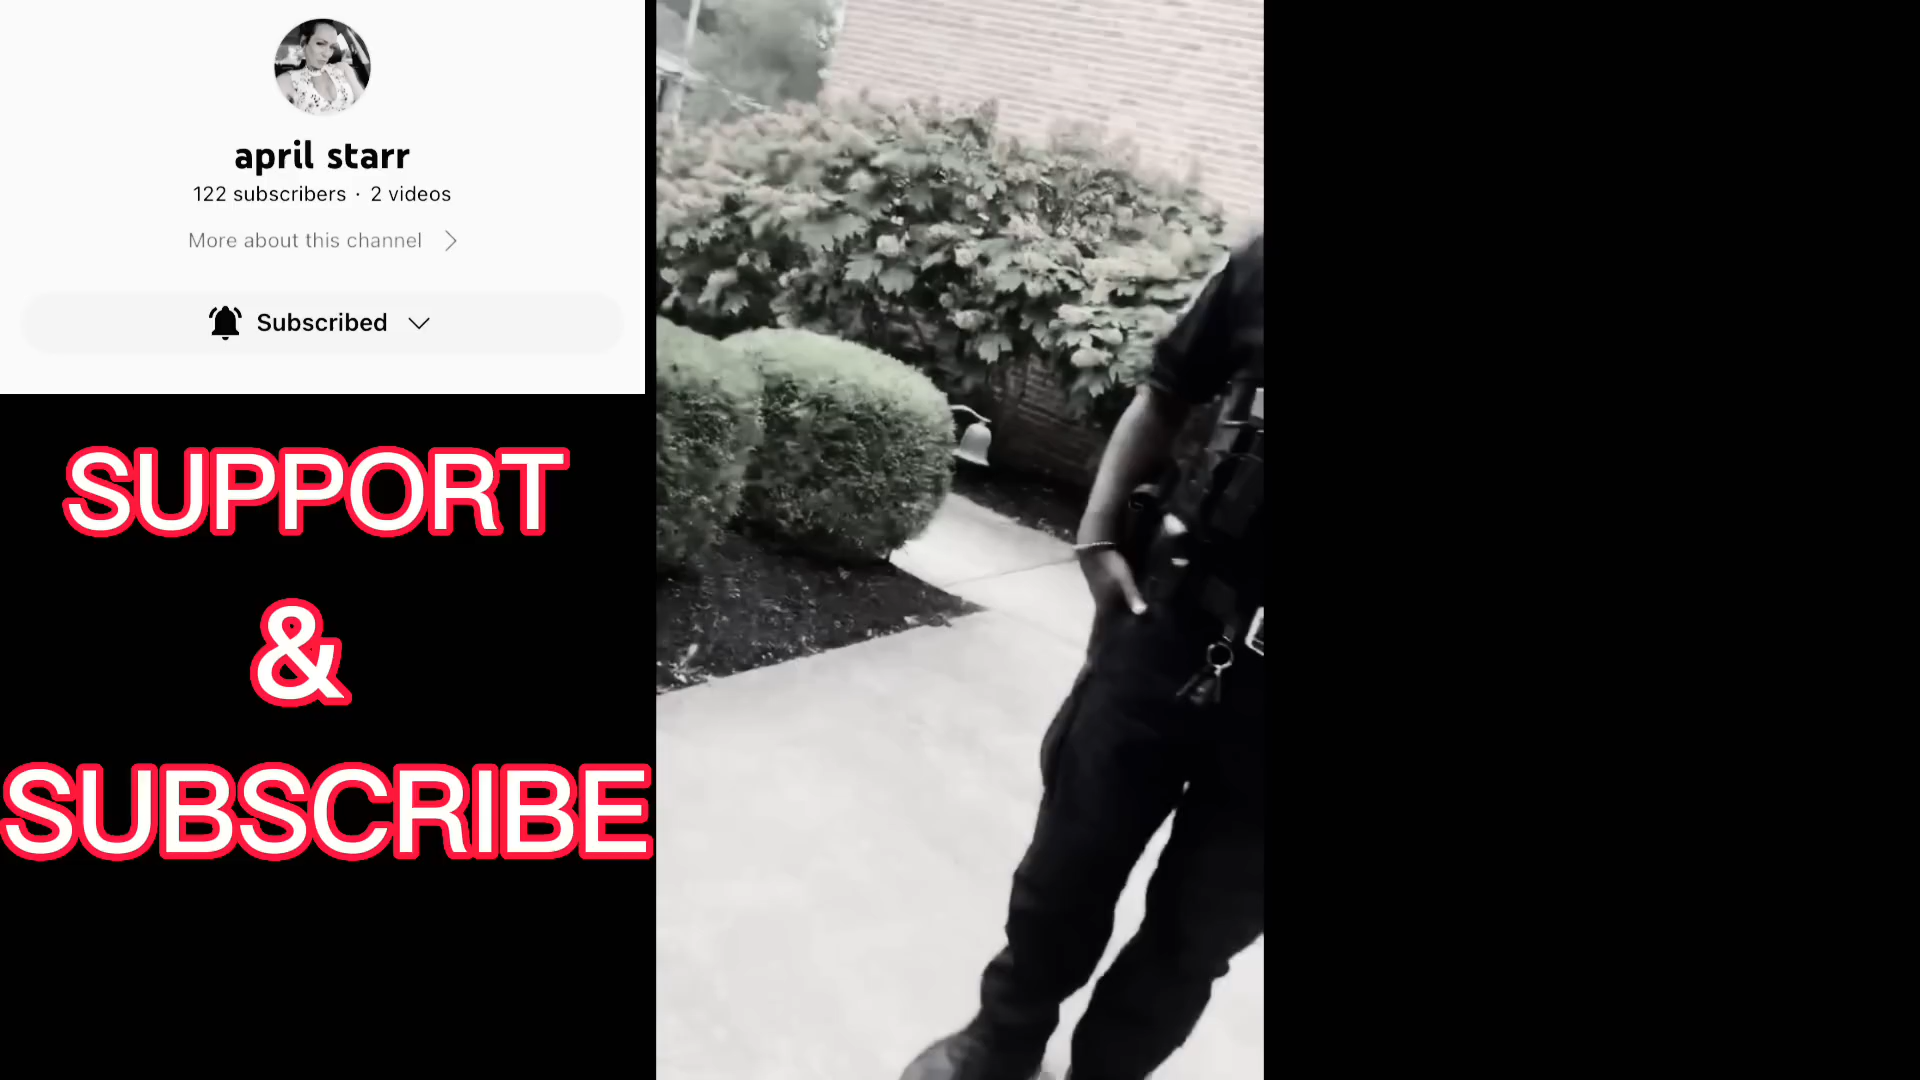 april starr
122 subscribers · 2 videos
More about this channel
Subscribed
SUPPORT
&
SUBSCRIBE